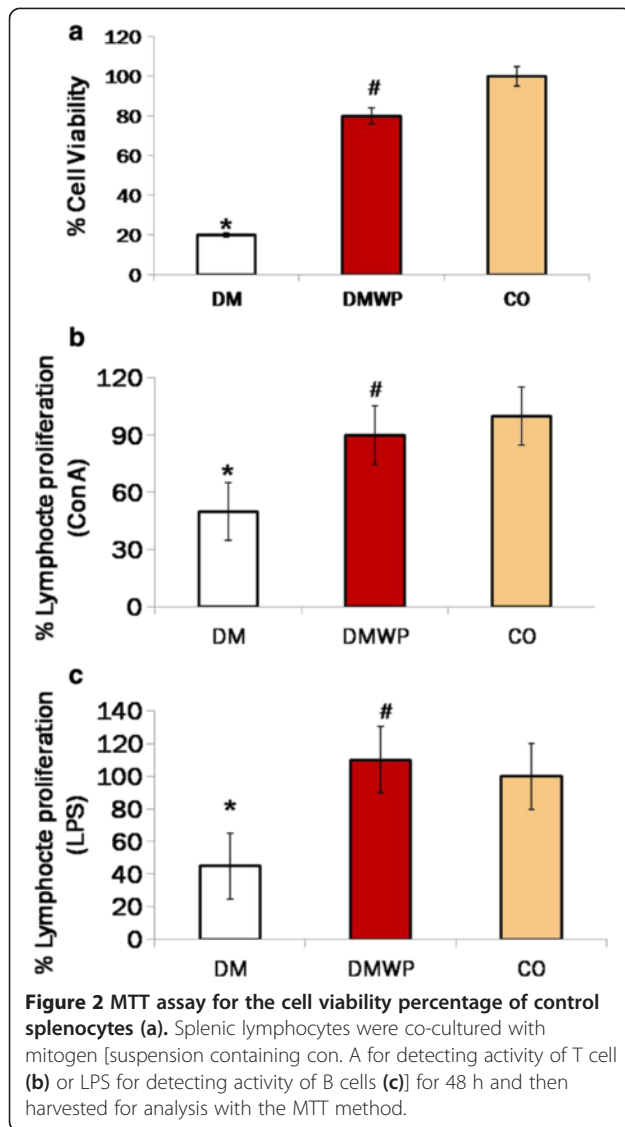 a
120
100
80
60
40
20
0
% Cell Viability
*
#
DM DMWP CO
b
120
90
60
30
0
% Lymphocte proliferation
(Con A)
*
#
DM DMWP CO
c
140
120
100
80
60
40
20
0
% Lymphocte proliferation
(LPS)
*
#
DM DMWP CO
Figure 2 MTT assay for the cell viability percentage of control
splenocytes (a). Splenic lymphocytes were co-cultured with
mitogen [suspension containing con. A for detecting activity of T cell
(b) or LPS for detecting activity of B cells (c)] for 48 h and then
harvested for analysis with the MTT method.